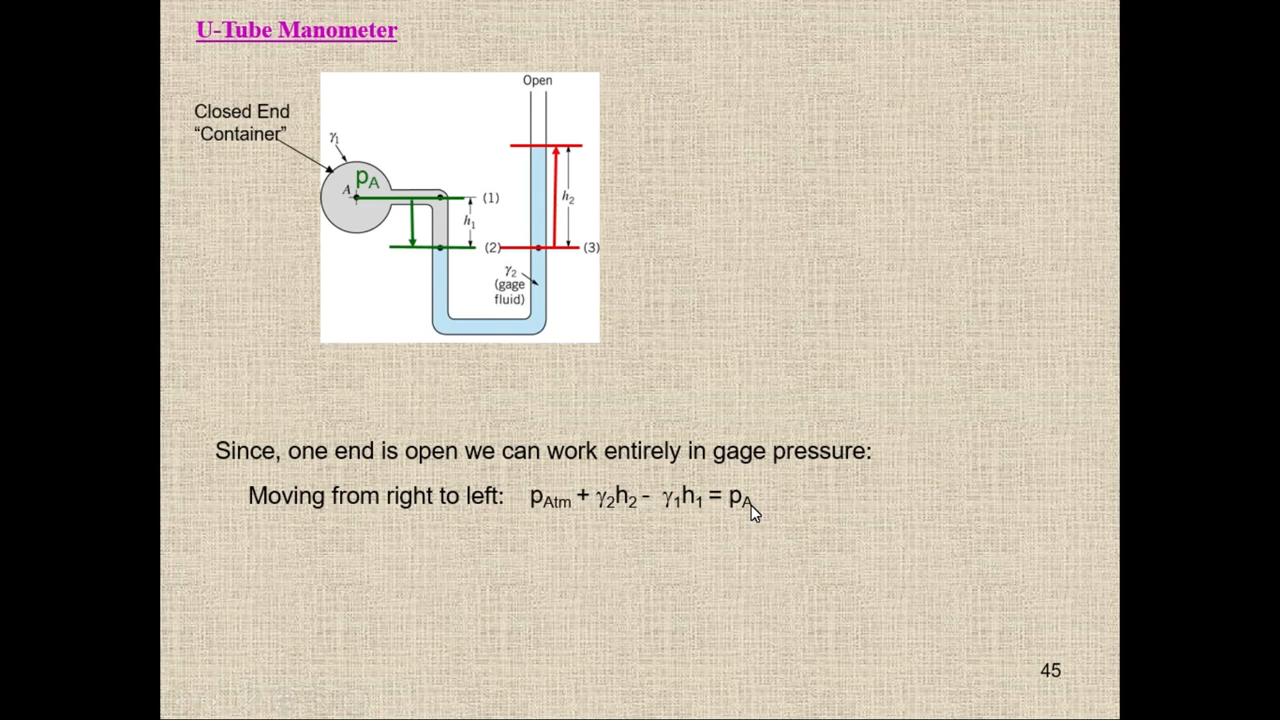 U-Tube Manometer
Open
Closed End
“Container”
γ₁
A
pA
(1)
h₁
h₂
(2)
(3)
γ₂
(gage
fluid)
Since, one end is open we can work entirely in gage pressure:
Moving from right to left: pAtm + γ₂h₂ - γ₁h₁ = pA
45